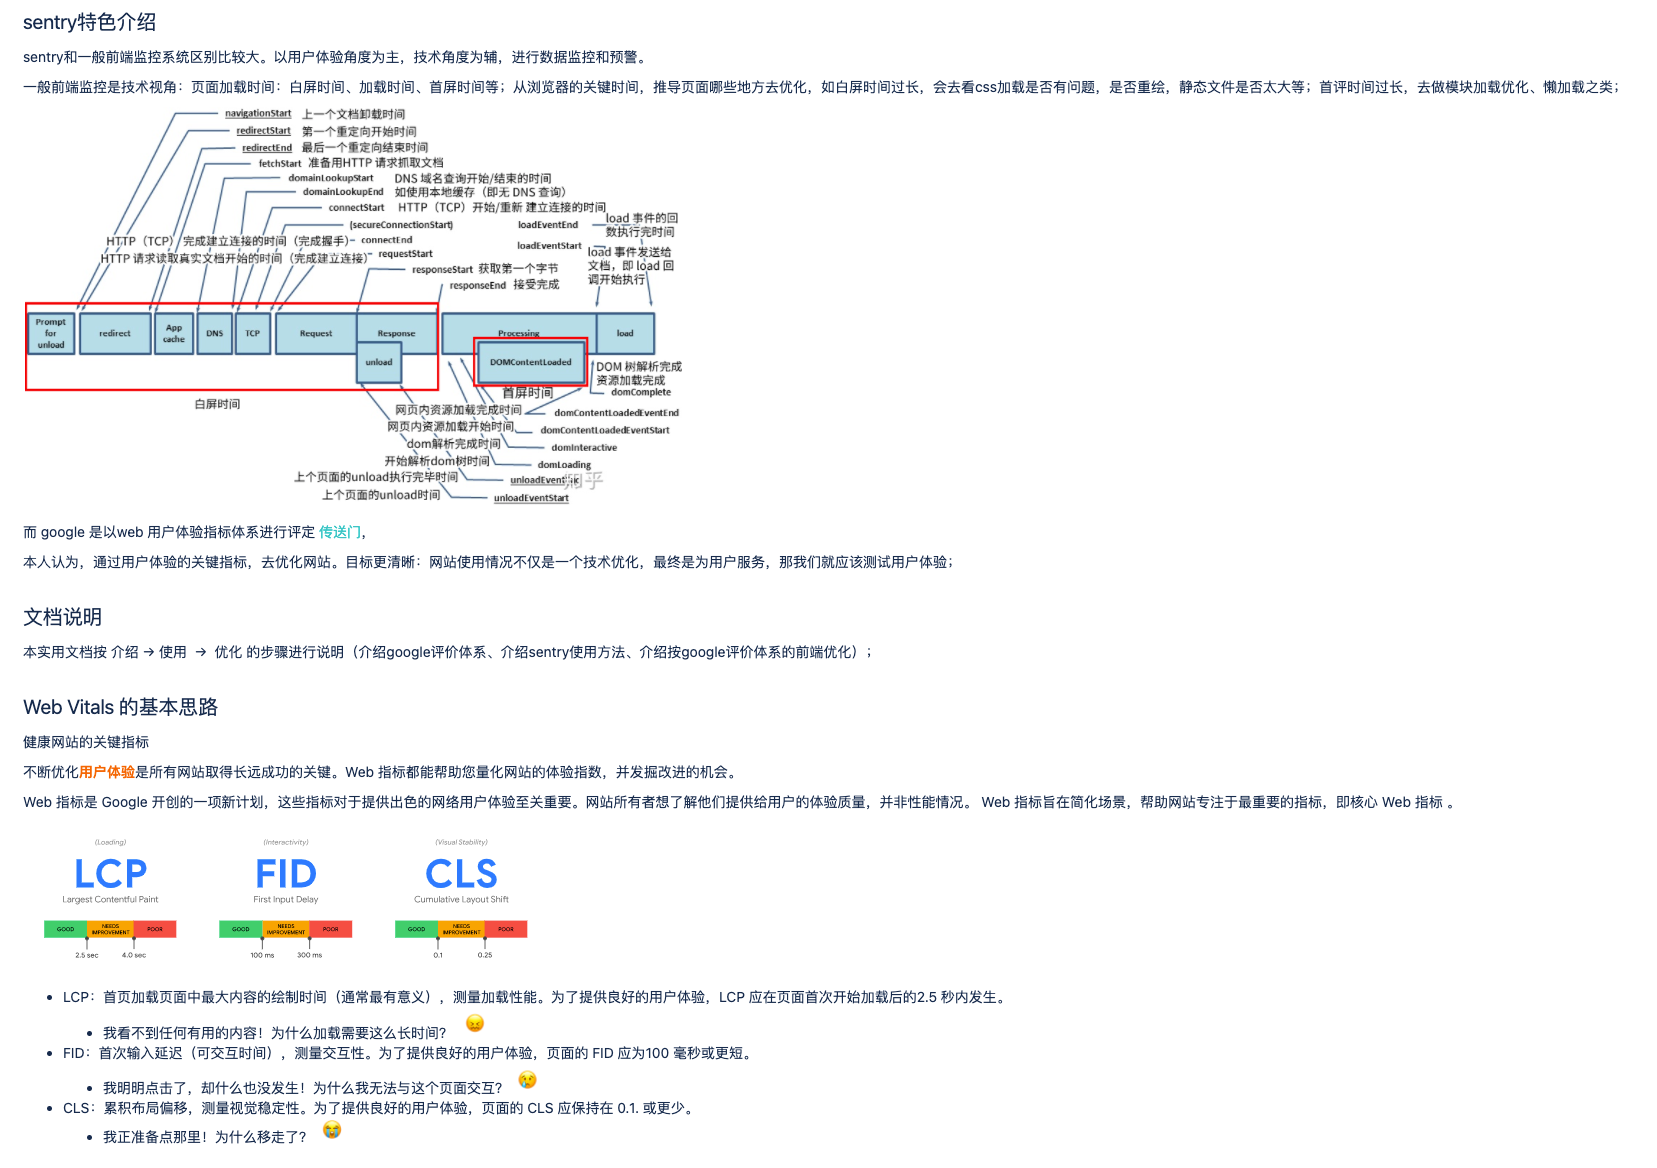 sentry特色介绍
sentry和一般前端监控系统区别比较大。以用户体验角度为主，技术角度为辅，进行数据监控和预警。
一般前端监控是技术视角：页面加载时间：白屏时间、加载时间、首屏时间等；从浏览器的关键时间，推导页面哪些地方去优化，如白屏时间过长，会去看css加载是否有问题，是否重绘，静态文件是否太大等；首评时间过长，去做模块加载优化、懒加载之类；
navigationStart 上一个文档卸载时间
redirectStart 第一个重定向开始时间
redirectEnd 最后一个重定向结束时间
fetchStart 准备用HTTP 请求抓取文档
domainLookupStart DNS 域名查询开始/结束的时间
domainLookupEnd 如使用本地缓存（即无 DNS 查询）
connectStart HTTP（TCP）开始/重新 建立连接的时间
(secureConnectionStart)
HTTP（TCP） 完成建立连接的时间（完成握手） connectEnd
HTTP 请求读取真实文档开始的时间（完成建立连接） requestStart
responseStart 获取第一个字节
responseEnd 接受完成
loadEventEnd load 事件的回
数执行完时间
loadEventStart load 事件发送给
文档，即 load 回
调开始执行
Prompt
for
unload
redirect
App
cache
DNS
TCP
Request
Response
unload
Processing
DOMContentLoaded
load
白屏时间
首屏时间
DOM 树解析完成
资源加载完成
domComplete
网页内资源加载完成时间 domContentLoadedEventEnd
网页内资源加载开始时间 domContentLoadedEventStart
dom解析完成时间 domInteractive
开始解析dom树时间 domLoading
上个页面的unload执行完毕时间
知乎
上个页面的unload时间 unloadEventStart
而 google 是以web 用户体验指标体系进行评定 传送门，
本人认为，通过用户体验的关键指标，去优化网站。目标更清晰：网站使用情况不仅是一个技术优化，最终是为用户服务，那我们就应该测试用户体验；
文档说明
本实用文档按 介绍 → 使用 → 优化 的步骤进行说明（介绍google评价体系、介绍sentry使用方法、介绍按google评价体系的前端优化）；
Web Vitals 的基本思路
健康网站的关键指标
不断优化用户体验是所有网站取得长远成功的关键。Web 指标都能帮助您量化网站的体验指数，并发掘改进的机会。
Web 指标是 Google 开创的一项新计划，这些指标对于提供出色的网络用户体验至关重要。网站所有者想了解他们提供给用户的体验质量，并非性能情况。 Web 指标旨在简化场景，帮助网站专注于最重要的指标，即核心 Web 指标 。
(Loading)
LCP
Largest Contentful Paint
GOOD
NEEDS
IMPROVEMENT
POOR
2.5 sec 4.0 sec
(Interactivity)
FID
First Input Delay
GOOD
NEEDS
IMPROVEMENT
POOR
100 ms 300 ms
(Visual Stability)
CLS
Cumulative Layout Shift
GOOD
NEEDS
IMPROVEMENT
POOR
0.1 0.25
• LCP：首页加载页面中最大内容的绘制时间（通常最有意义），测量加载性能。为了提供良好的用户体验，LCP 应在页面首次开始加载后的2.5 秒内发生。
• 我看不到任何有用的内容！为什么加载需要这么长时间？ 😡
• FID：首次输入延迟（可交互时间），测量交互性。为了提供良好的用户体验，页面的 FID 应为100 毫秒或更短。
• 我明明点击了，却什么也没发生！为什么我无法与这个页面交互？ 😢
• CLS：累积布局偏移，测量视觉稳定性。为了提供良好的用户体验，页面的 CLS 应保持在 0.1. 或更少。
• 我正准备点那里！为什么移走了？ 😭